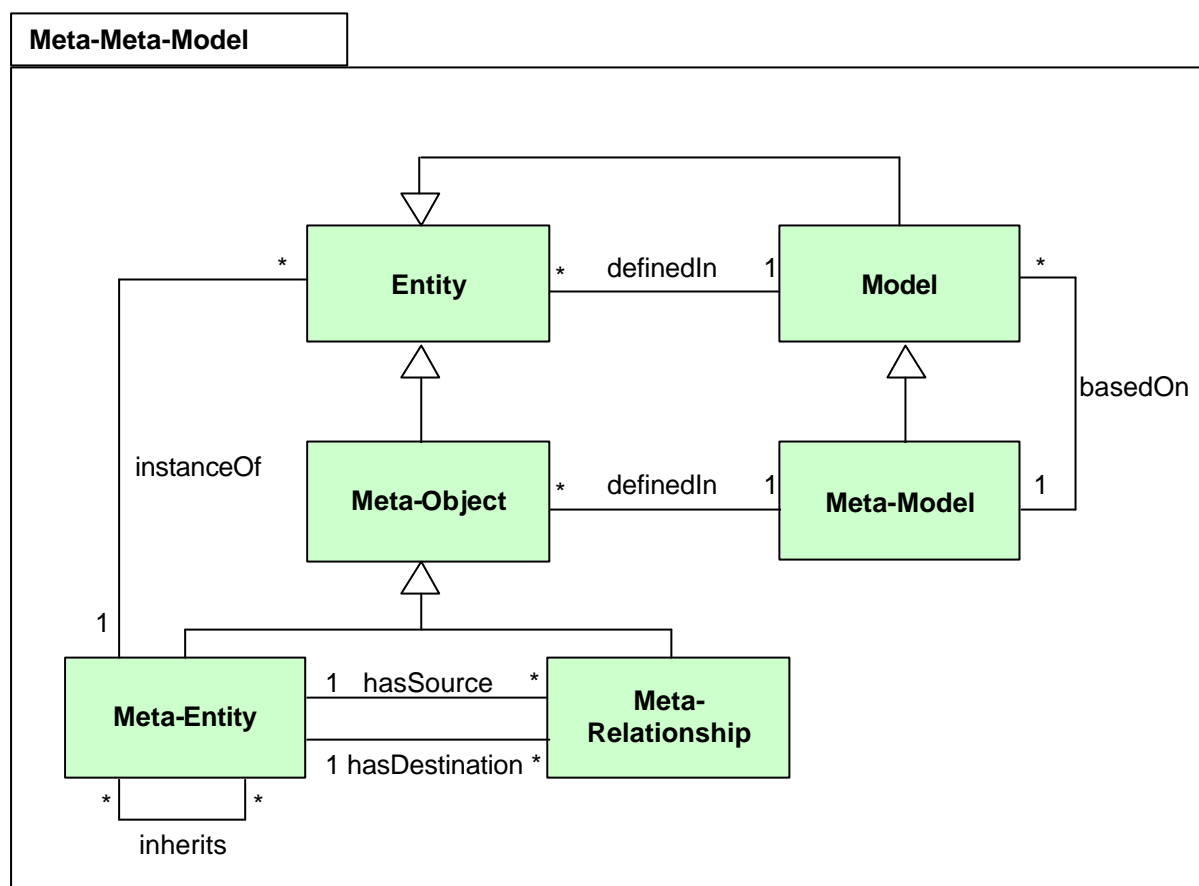 Meta-Meta-Model
* Entity * definedIn 1 Model *
basedOn
instanceOf
Meta-Object * definedIn 1 Meta-Model 1
1
Meta-Entity
1 hasSource *
Meta-
Relationship
1 hasDestination *
* *
inherits